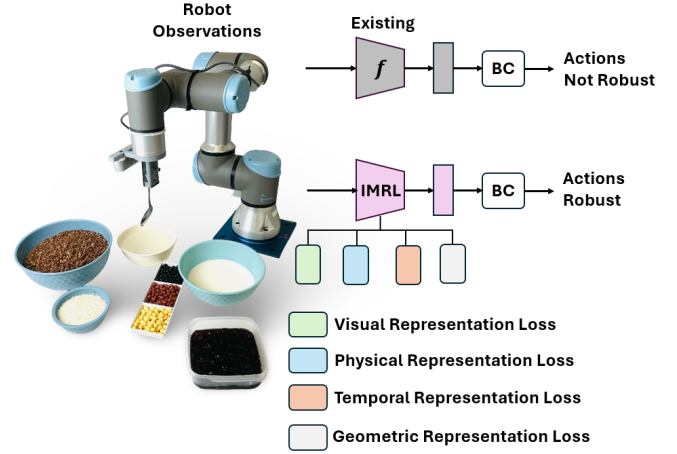 Robot
Observations
Existing
f
BC
Actions
Not Robust
IMRL
BC
Actions
Robust
Visual Representation Loss
Physical Representation Loss
Temporal Representation Loss
Geometric Representation Loss